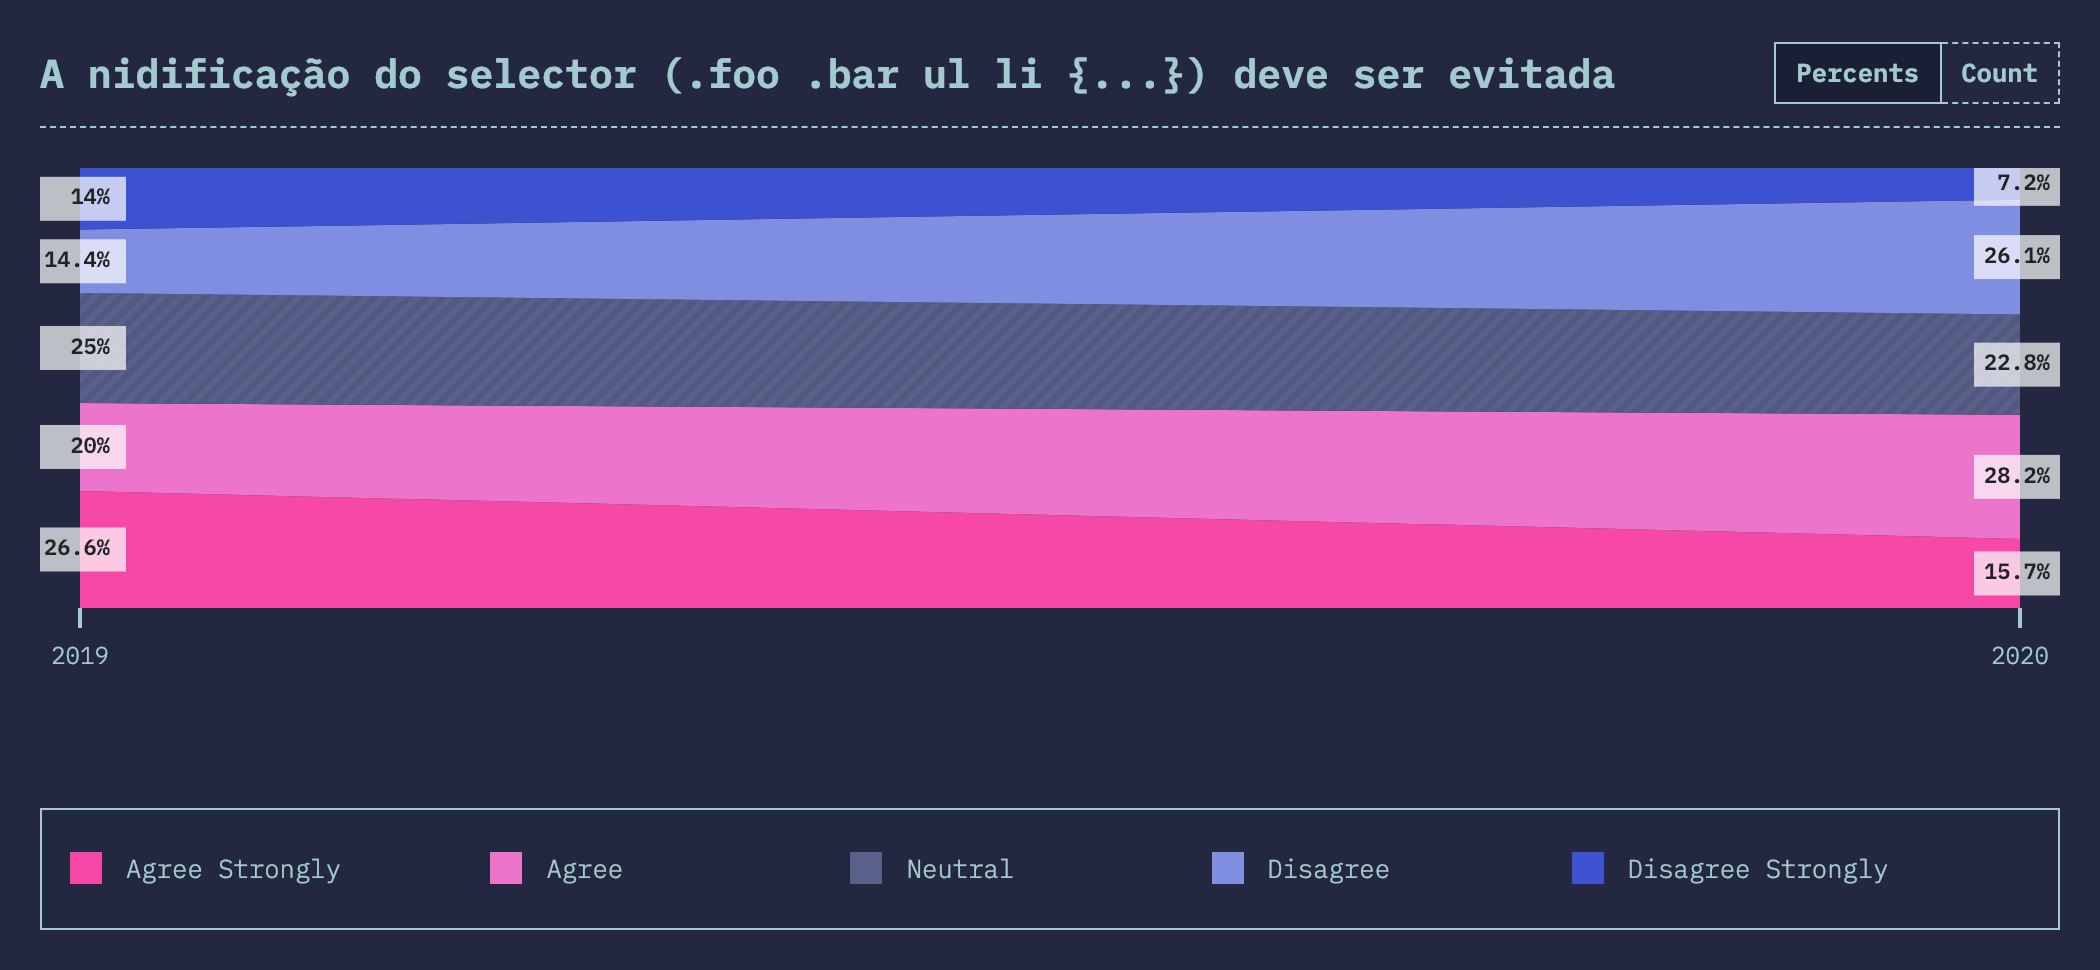 A nidificação do selector (.foo .bar ul li {...}) deve ser evitada
Percents Count
14% 7.2%
14.4% 26.1%
25% 22.8%
20% 28.2%
26.6% 15.7%
2019 2020
Agree Strongly Agree Neutral Disagree Disagree Strongly